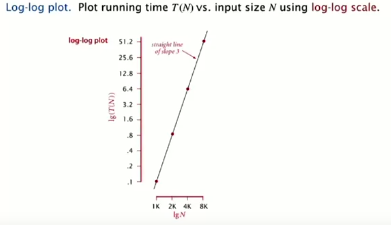 Log-log plot. Plot running time T(N) vs. input size N using log-log scale.
log-log plot
straight line
of slope 3
51.2
25.6
12.8
6.4
3.2
1.6
.8
.4
.2
.1
lg(T(N))
1K 2K 4K 8K
lg N